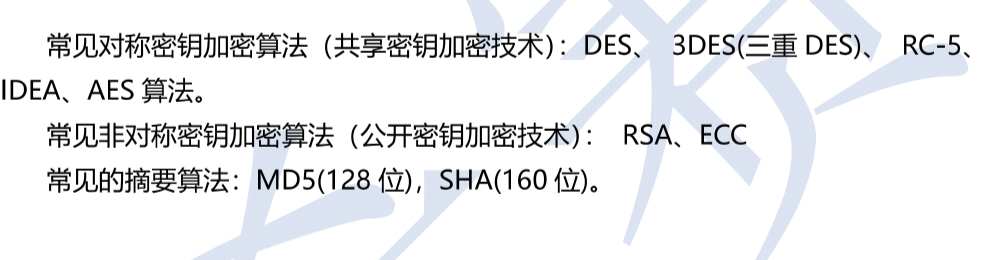 常见对称密钥加密算法（共享密钥加密技术）：DES、 3DES(三重 DES)、 RC-5、
IDEA、AES 算法。
常见非对称密钥加密算法（公开密钥加密技术）： RSA、ECC
常见的摘要算法：MD5(128 位)，SHA(160 位)。